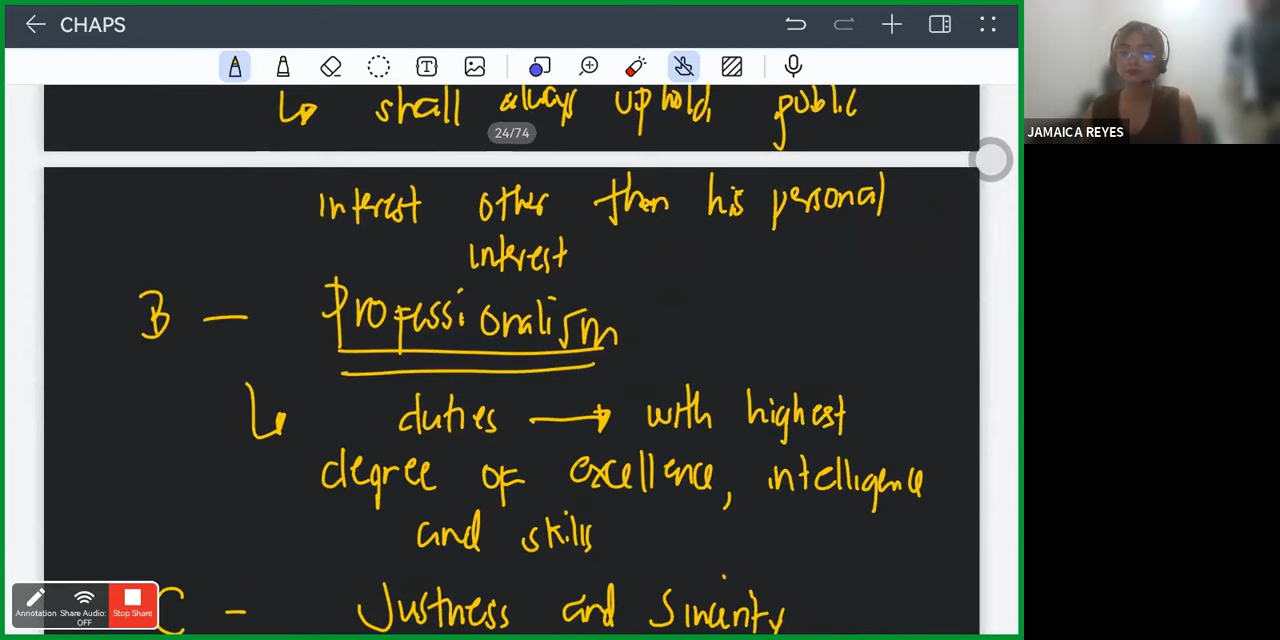 CHAPS
JAMAICA REYES
shall always uphold public
24/74
interest other than his personal
interest
B — Professionalism
duties → with highest
degree of excellence, intelligence
and skills
C - Justness and Sincerity
Annotation Share Audio: OFF Stop Share